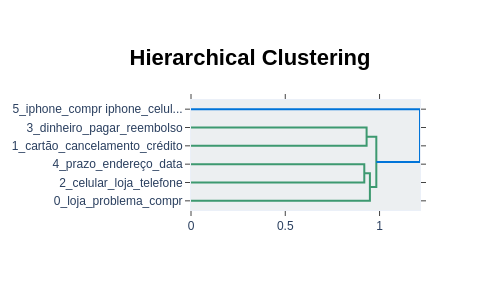 Hierarchical Clustering
5_iphone_compr iphone_celul...
3_dinheiro_pagar_reembolso
1_cartão_cancelamento_crédito
4_prazo_endereço_data
2_celular_loja_telefone
0_loja_problema_compr
0 0.5 1